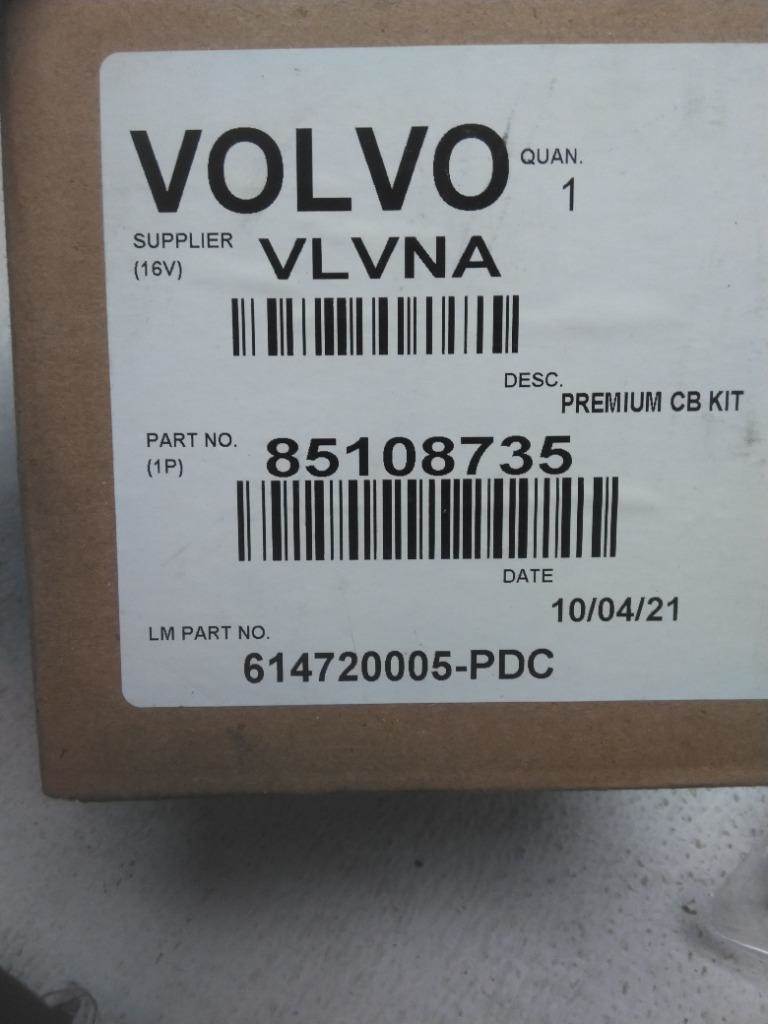 VOLVO
QUAN.
1
SUPPLIER
(16V)
VLVNA
DESC.
PREMIUM CB KIT
PART NO.
(1P)
85108735
DATE
10/04/21
LM PART NO.
614720005-PDC